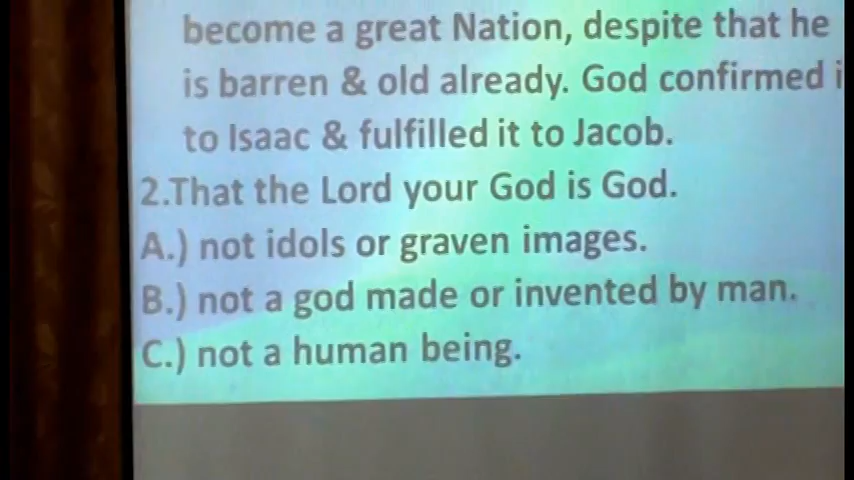 become a great Nation, despite that he
is barren & old already. God confirmed
to Isaac & fulfilled it to Jacob.
2.That the Lord your God is God.
A.) not idols or graven images.
B.) not a god made or invented by man.
C.) not a human being.